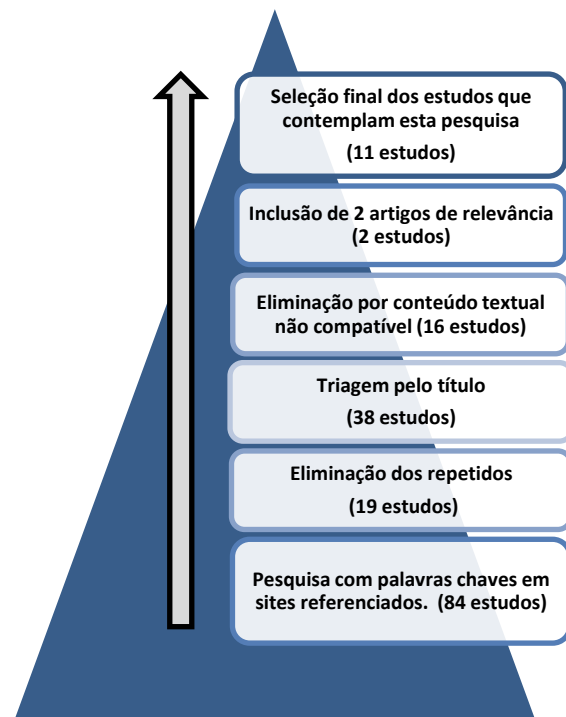 Seleção final dos estudos que
contemplam esta pesquisa
(11 estudos)
Inclusão de 2 artigos de relevância
(2 estudos)
Eliminação por conteúdo textual
não compatível (16 estudos)
Triagem pelo título
(38 estudos)
Eliminação dos repetidos
(19 estudos)
Pesquisa com palavras chaves em
sites referenciados. (84 estudos)